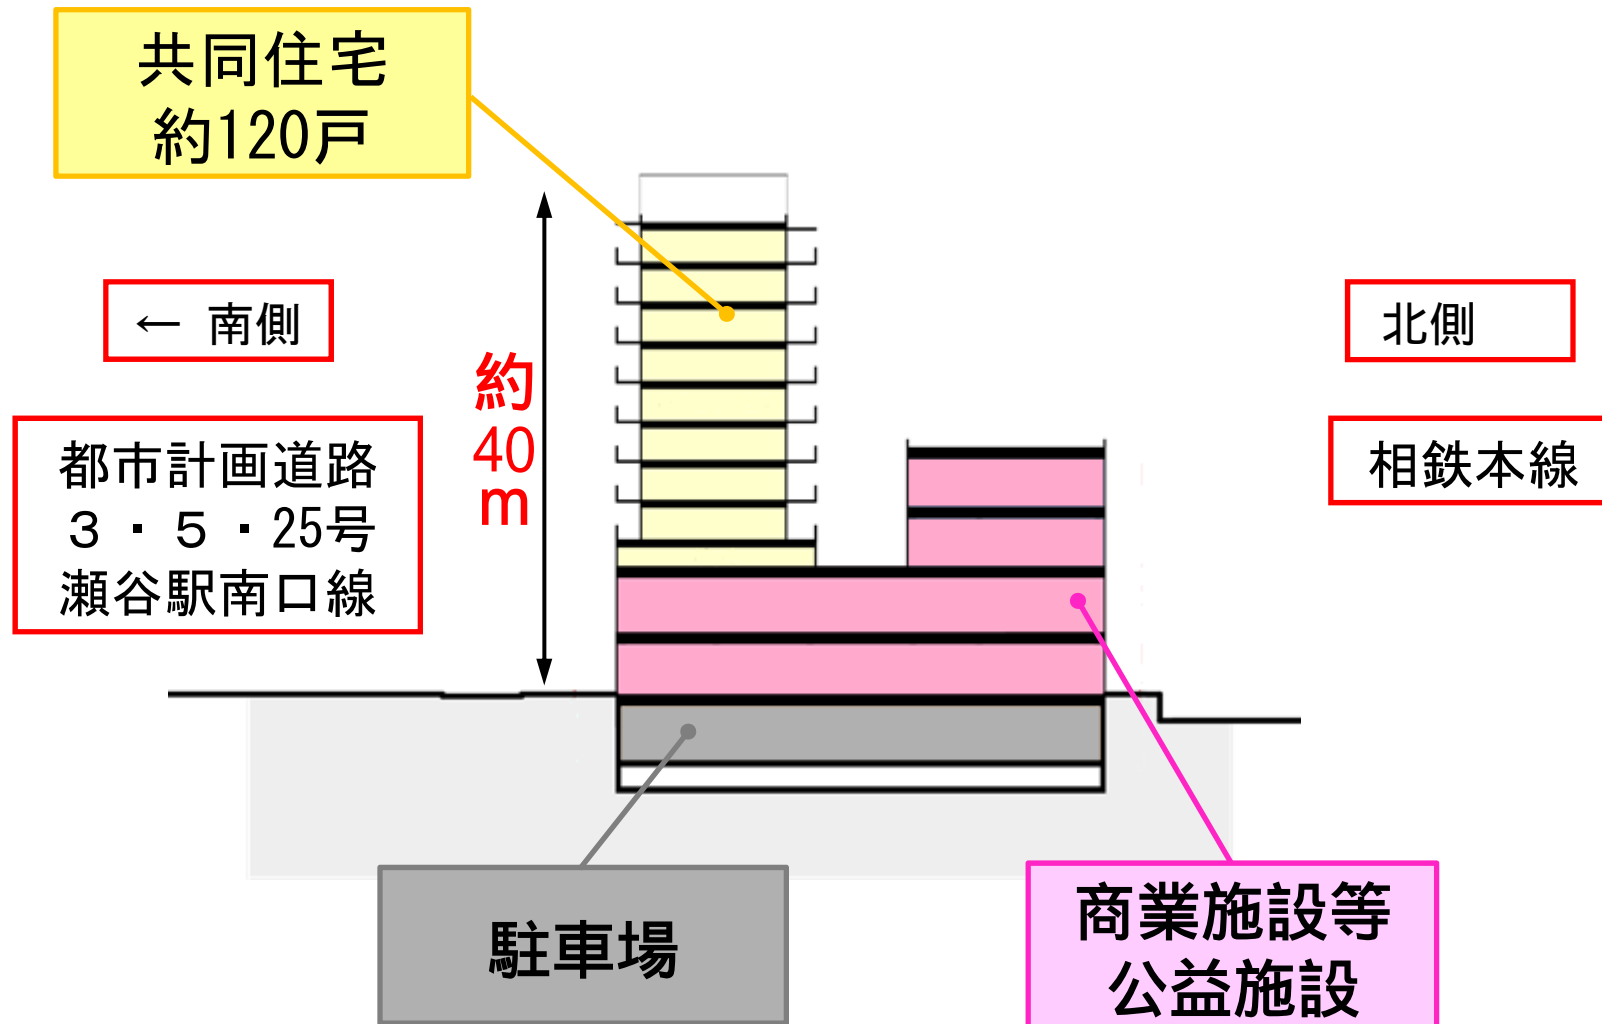 共同住宅
約120戸
← 南側
北側
約
40
m
都市計画道路
３・５・25号
瀬谷駅南口線
相鉄本線
駐車場
商業施設等
公益施設